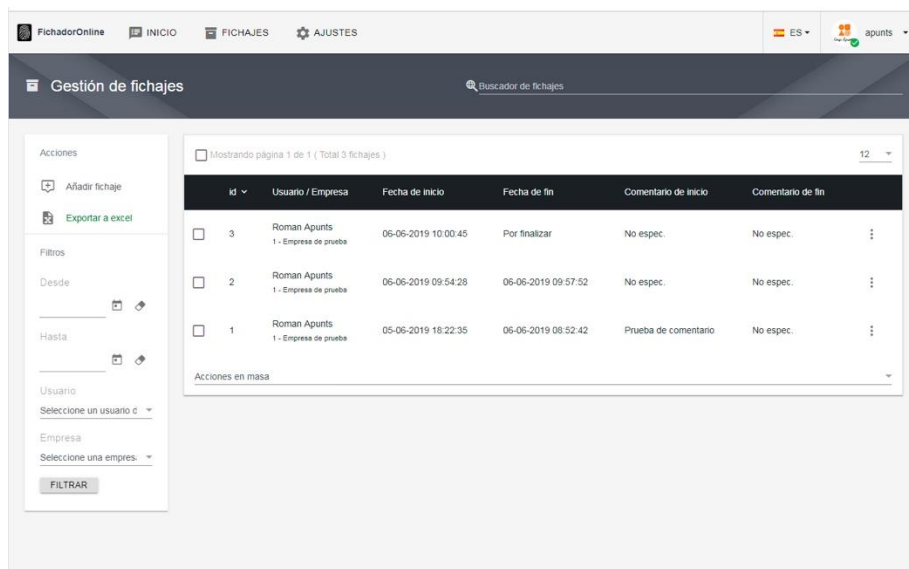 FichadorOnline INICIO FICHAJES AJUSTES ES apunts
Gestión de fichajes Buscador de fichajes
Acciones
Añadir fichaje
Exportar a excel
Filtros
Desde
Hasta
Usuario
Seleccione un usuario d
Empresa
Seleccione una empres
FILTRAR
Mostrando página 1 de 1 ( Total 3 fichajes ) 12
id Usuario / Empresa Fecha de inicio Fecha de fin Comentario de inicio Comentario de fin
3 Roman Apunts 06-06-2019 10:00:45 Por finalizar No espec. No espec.
1 - Empresa de prueba
2 Roman Apunts 06-06-2019 09:54:28 06-06-2019 09:57:52 No espec. No espec.
1 - Empresa de prueba
1 Roman Apunts 05-06-2019 18:22:35 06-06-2019 08:52:42 Prueba de comentario No espec.
1 - Empresa de prueba
Acciones en masa